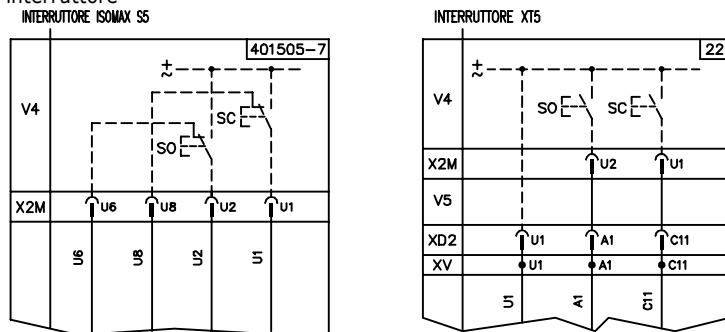 interruttore
INTERRUTTORE ISOMAX S5
401505-7
+
~
V4
SC
SO
X2M
U6
U8
U2
U1
U6
U8
U2
U1
INTERRUTTORE XT5
22
+
~
V4
SO
SC
X2M
U2
U1
V5
XD2
U1
A1
C11
XV
U1
A1
C11
U1
A1
C11